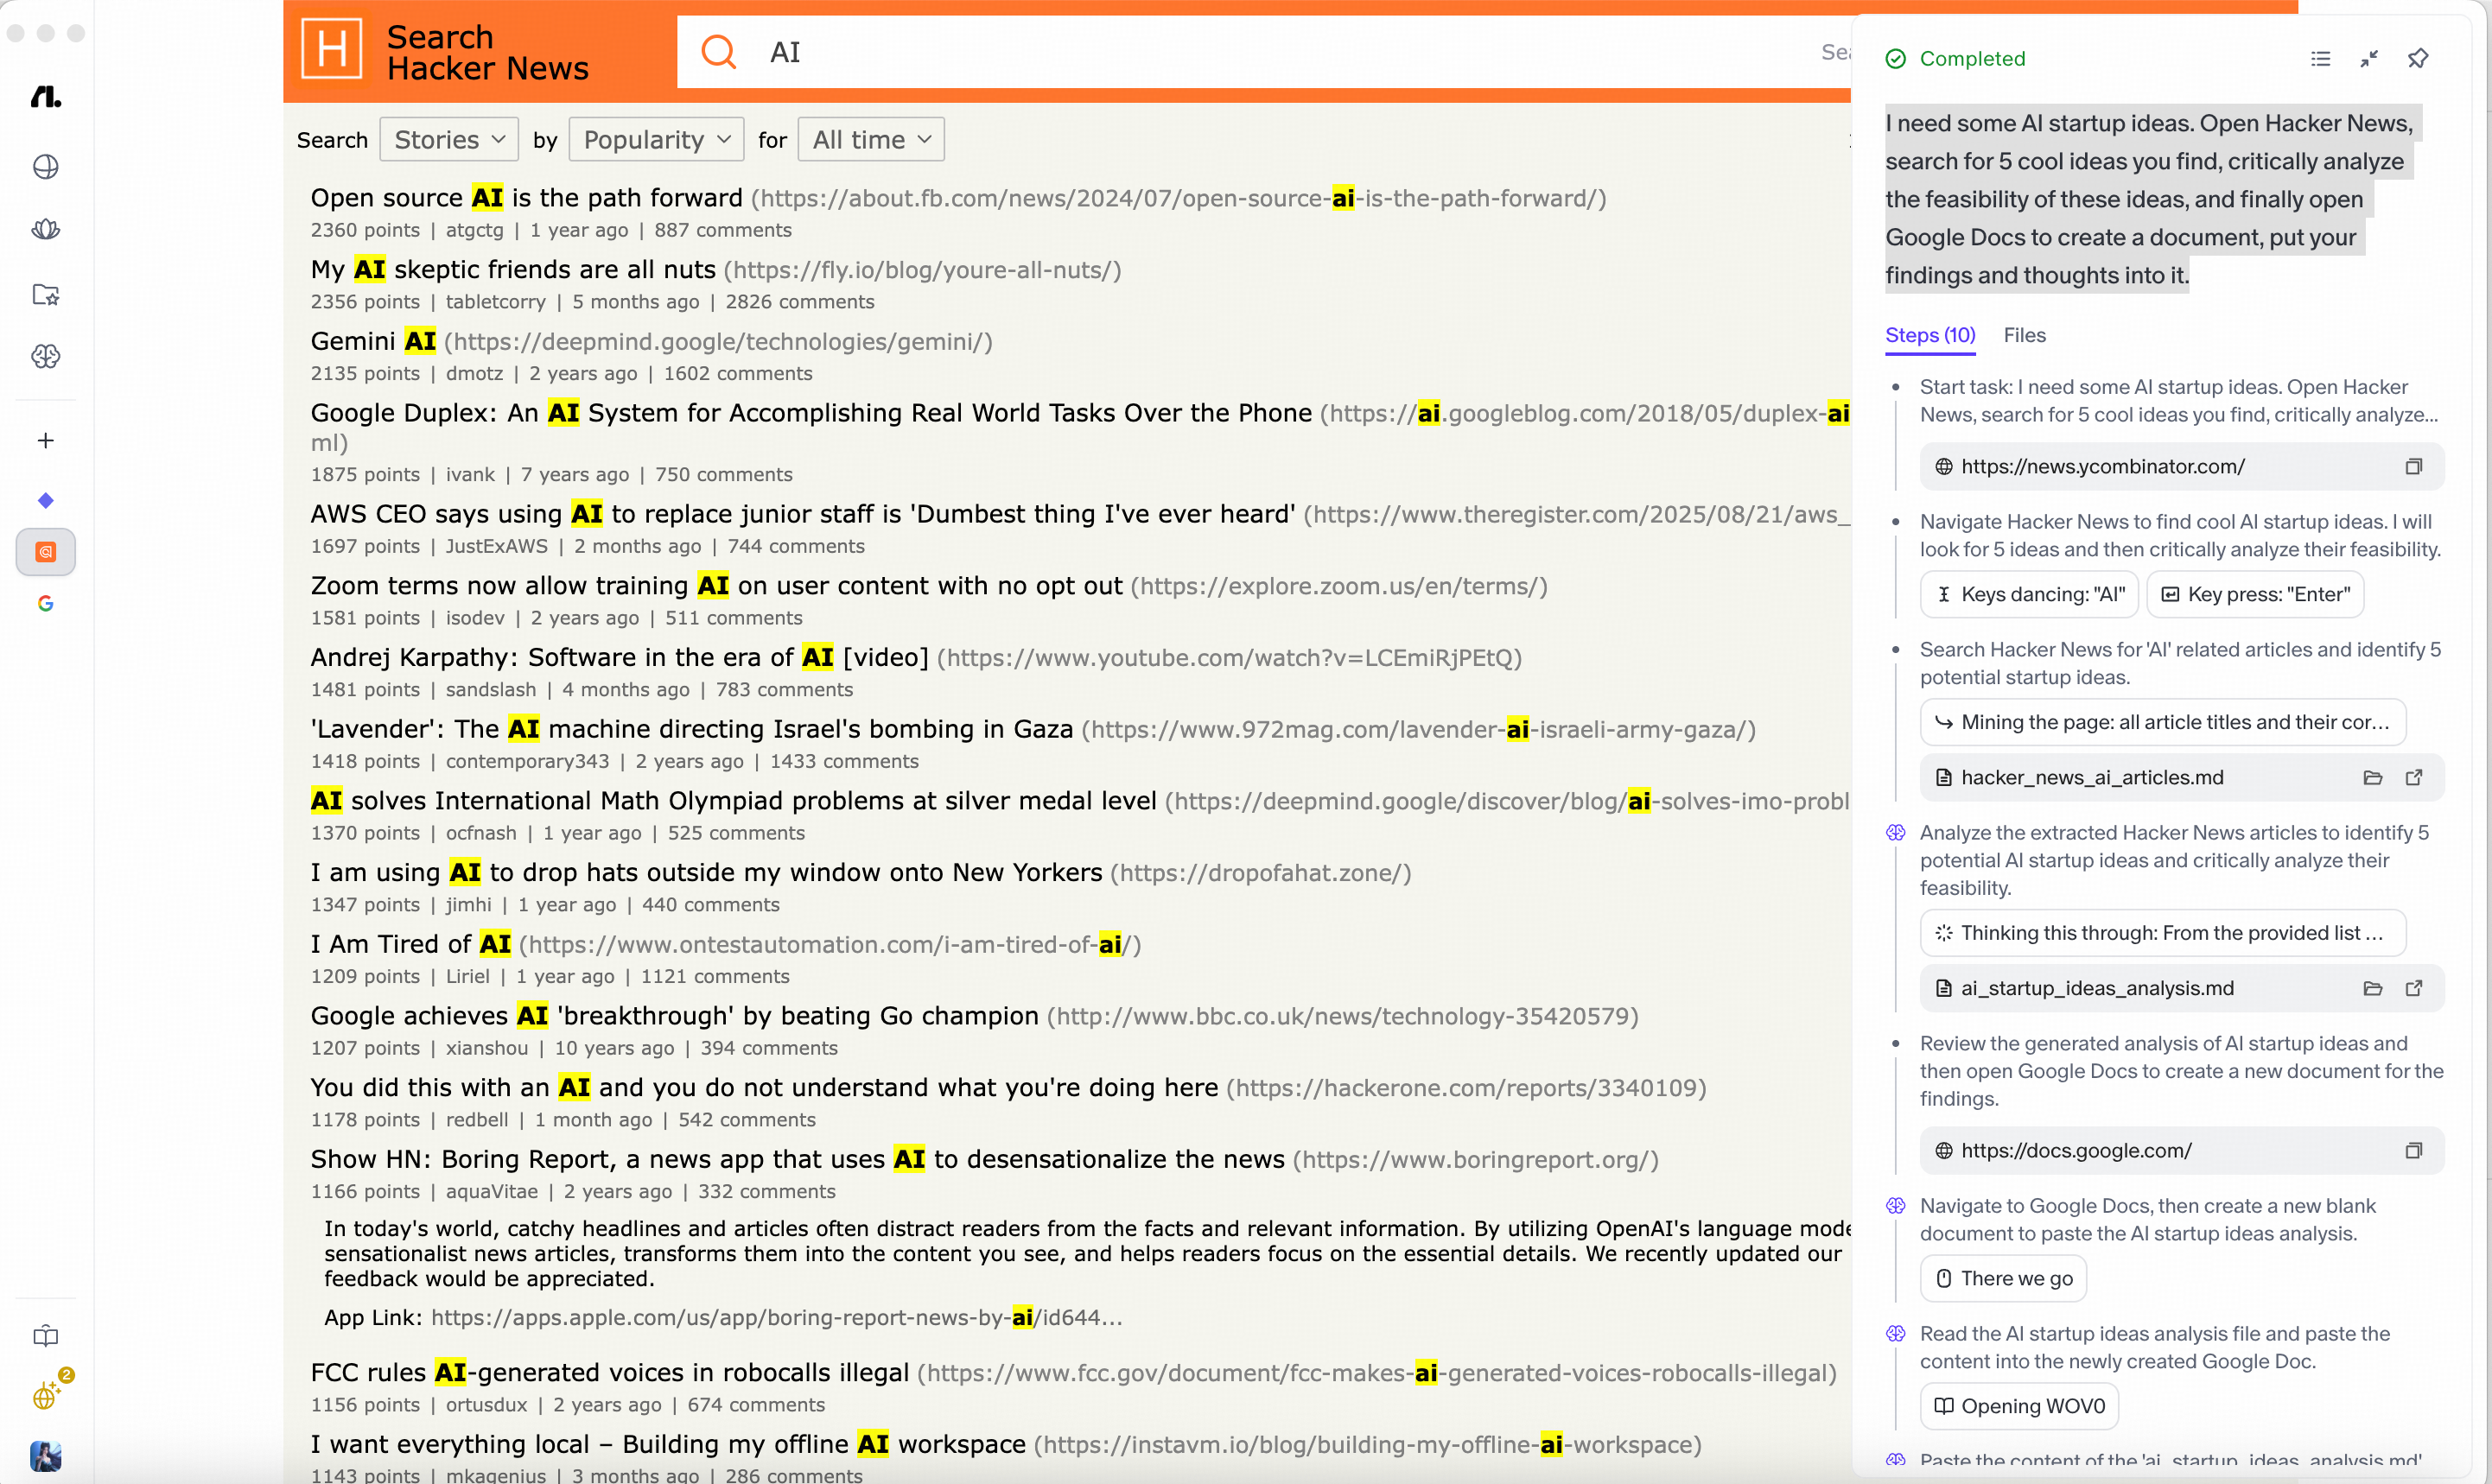 Search
Hacker News
AI
Search Stories by Popularity for All time
Open source AI is the path forward (https://about.fb.com/news/2024/07/open-source-ai-is-the-path-forward/)
2360 points | atgctg | 1 year ago | 887 comments
My AI skeptic friends are all nuts (https://fly.io/blog/youre-all-nuts/)
2356 points | tabletcorry | 5 months ago | 2826 comments
Gemini AI (https://deepmind.google/technologies/gemini/)
2135 points | dmotz | 2 years ago | 1602 comments
Google Duplex: An AI System for Accomplishing Real World Tasks Over the Phone (https://ai.googleblog.com/2018/05/duplex-ai
ml)
1875 points | ivank | 7 years ago | 750 comments
AWS CEO says using AI to replace junior staff is 'Dumbest thing I've ever heard' (https://www.theregister.com/2025/08/21/aws_
1697 points | JustExAWS | 2 months ago | 744 comments
Zoom terms now allow training AI on user content with no opt out (https://explore.zoom.us/en/terms/)
1581 points | isodev | 2 years ago | 511 comments
Andrej Karpathy: Software in the era of AI [video] (https://www.youtube.com/watch?v=LCEmiRjPEtQ)
1481 points | sandslash | 4 months ago | 783 comments
'Lavender': The AI machine directing Israel's bombing in Gaza (https://www.972mag.com/lavender-ai-israeli-army-gaza/)
1418 points | contemporary343 | 2 years ago | 1433 comments
AI solves International Math Olympiad problems at silver medal level (https://deepmind.google/discover/blog/ai-solves-imo-probl
1370 points | ocfnash | 1 year ago | 525 comments
I am using AI to drop hats outside my window onto New Yorkers (https://dropofahat.zone/)
1347 points | jimhi | 1 year ago | 440 comments
I Am Tired of AI (https://www.ontestautomation.com/i-am-tired-of-ai/)
1209 points | Liriel | 1 year ago | 1121 comments
Google achieves AI 'breakthrough' by beating Go champion (http://www.bbc.co.uk/news/technology-35420579)
1207 points | xianshou | 10 years ago | 394 comments
You did this with an AI and you do not understand what you're doing here (https://hackerone.com/reports/3340109)
1178 points | redbell | 1 month ago | 542 comments
Show HN: Boring Report, a news app that uses AI to desensationalize the news (https://www.boringreport.org/)
1166 points | aquaVitae | 2 years ago | 332 comments
In today's world, catchy headlines and articles often distract readers from the facts and relevant information. By utilizing OpenAI's language mode
sensationalist news articles, transforms them into the content you see, and helps readers focus on the essential details. We recently updated our
feedback would be appreciated.
App Link: https://apps.apple.com/us/app/boring-report-news-by-ai/id644...
FCC rules AI-generated voices in robocalls illegal (https://www.fcc.gov/document/fcc-makes-ai-generated-voices-robocalls-illegal)
1156 points | ortusdux | 2 years ago | 674 comments
I want everything local – Building my offline AI workspace (https://instavm.io/blog/building-my-offline-ai-workspace)
1143 points | mkagenius | 3 months ago | 286 comments
2
Completed
I need some AI startup ideas. Open Hacker News,
search for 5 cool ideas you find, critically analyze
the feasibility of these ideas, and finally open
Google Docs to create a document, put your
findings and thoughts into it.
Steps (10) Files
Start task: I need some AI startup ideas. Open Hacker
News, search for 5 cool ideas you find, critically analyze...
https://news.ycombinator.com/
Navigate Hacker News to find cool AI startup ideas. I will
look for 5 ideas and then critically analyze their feasibility.
Keys dancing: "AI" Key press: "Enter"
Search Hacker News for 'AI' related articles and identify 5
potential startup ideas.
Mining the page: all article titles and their cor...
hacker_news_ai_articles.md
Analyze the extracted Hacker News articles to identify 5
potential AI startup ideas and critically analyze their
feasibility.
Thinking this through: From the provided list ...
ai_startup_ideas_analysis.md
Review the generated analysis of AI startup ideas and
then open Google Docs to create a new document for the
findings.
https://docs.google.com/
Navigate to Google Docs, then create a new blank
document to paste the AI startup ideas analysis.
There we go
Read the AI startup ideas analysis file and paste the
content into the newly created Google Doc.
Opening WOV0
Paste the content of the 'ai_startup_ideas_analysis.md'